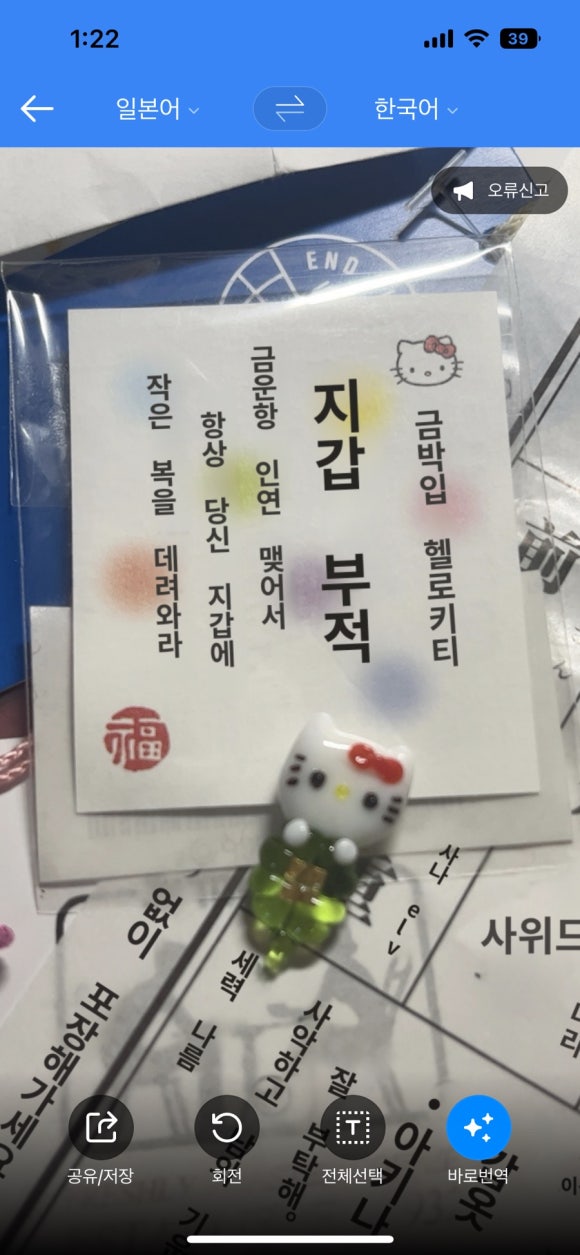 1:22
39
일본어
한국어
오류신고
END
금박입 헬로키티
지갑 부적
금운항 인연 맺어서
항상 당신 지갑에
작은 복을 데려와라
福
사나
elv
사위드
없이
포장해가세요
세력 나름
사악하고
잘 부탁해。
・아키나
공유/저장
회전
전체선택
바로번역